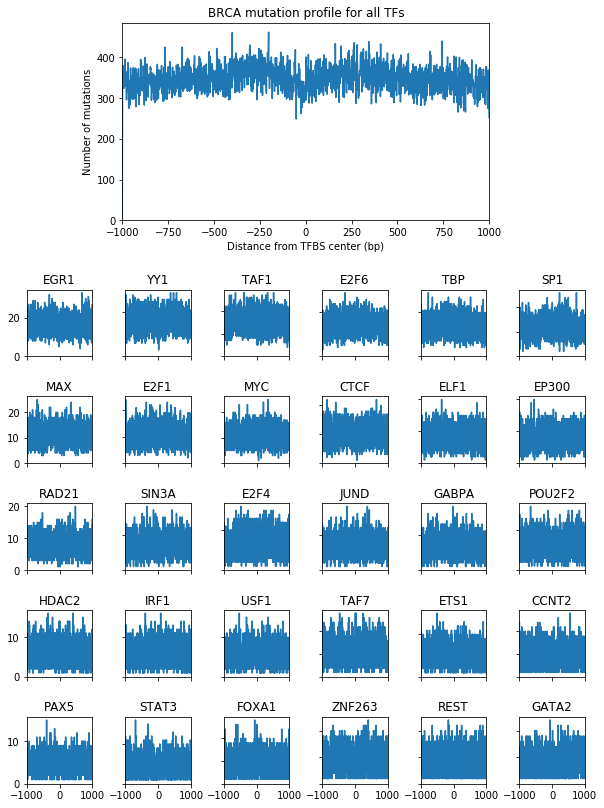 BRCA mutation profile for all TFs
400
300
200
100
0
Number of mutations
−1000 −750 −500 −250 0 250 500 750 1000
Distance from TFBS center (bp)
EGR1 YY1 TAF1 E2F6 TBP SP1
20
0
MAX E2F1 MYC CTCF ELF1 EP300
20
10
0
RAD21 SIN3A E2F4 JUND GABPA POU2F2
20
10
0
HDAC2 IRF1 USF1 TAF7 ETS1 CCNT2
10
0
PAX5 STAT3 FOXA1 ZNF263 REST GATA2
10
0
−1000 0 1000 −1000 0 1000 −1000 0 1000 −1000 0 1000 −1000 0 1000 −1000 0 1000